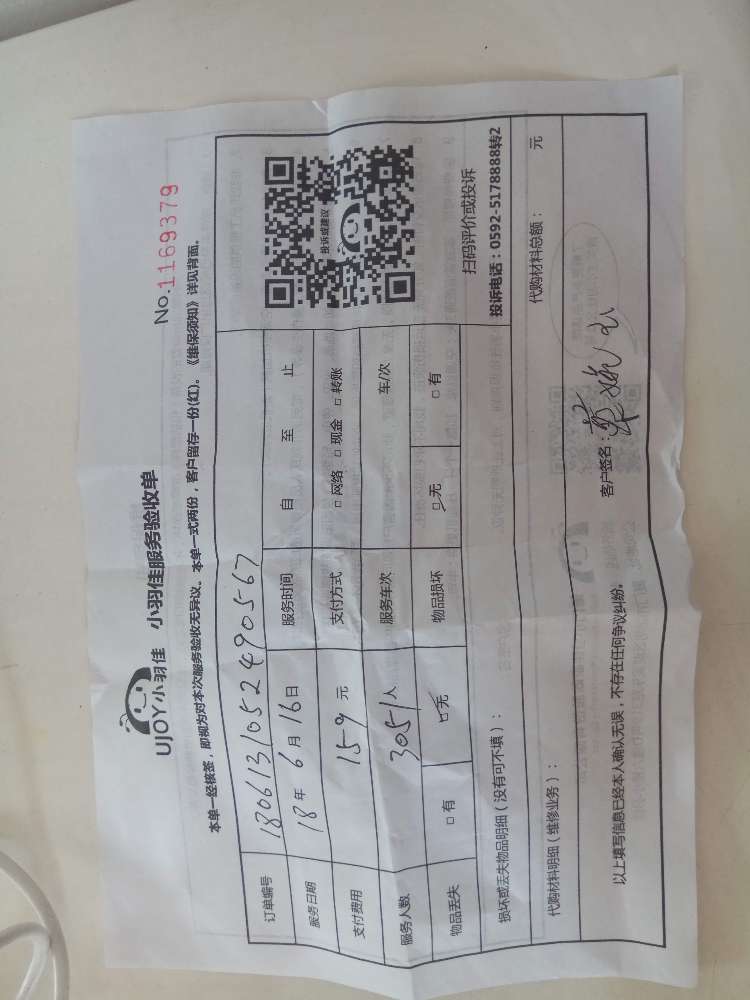 UJOY小羽佳 小羽佳服务验收单
No.1169379
本单一经核签，即视为对本次服务验收无异议。本单一式两份，客户留存一份(红)。《维保须知》详见背面。
订单编号 180613105249 0567
服务日期 18年 6月 16日 服务时间 自 至 止
支付费用 159元 支付方式 □网络 □现金 □转账
服务人数 3051人 服务车次 车/次
物品丢失 □有 □无 物品损坏 □无 □有
投诉或建议
扫码评价或投诉
投诉电话：0592-5178888转2
损坏或丢失物品明细（没有可不填）：
代购材料明细（维修业务）： 代购材料总额： 元
以上填写信息已经本人确认无误，不存在任何争议纠纷。 客户签名：